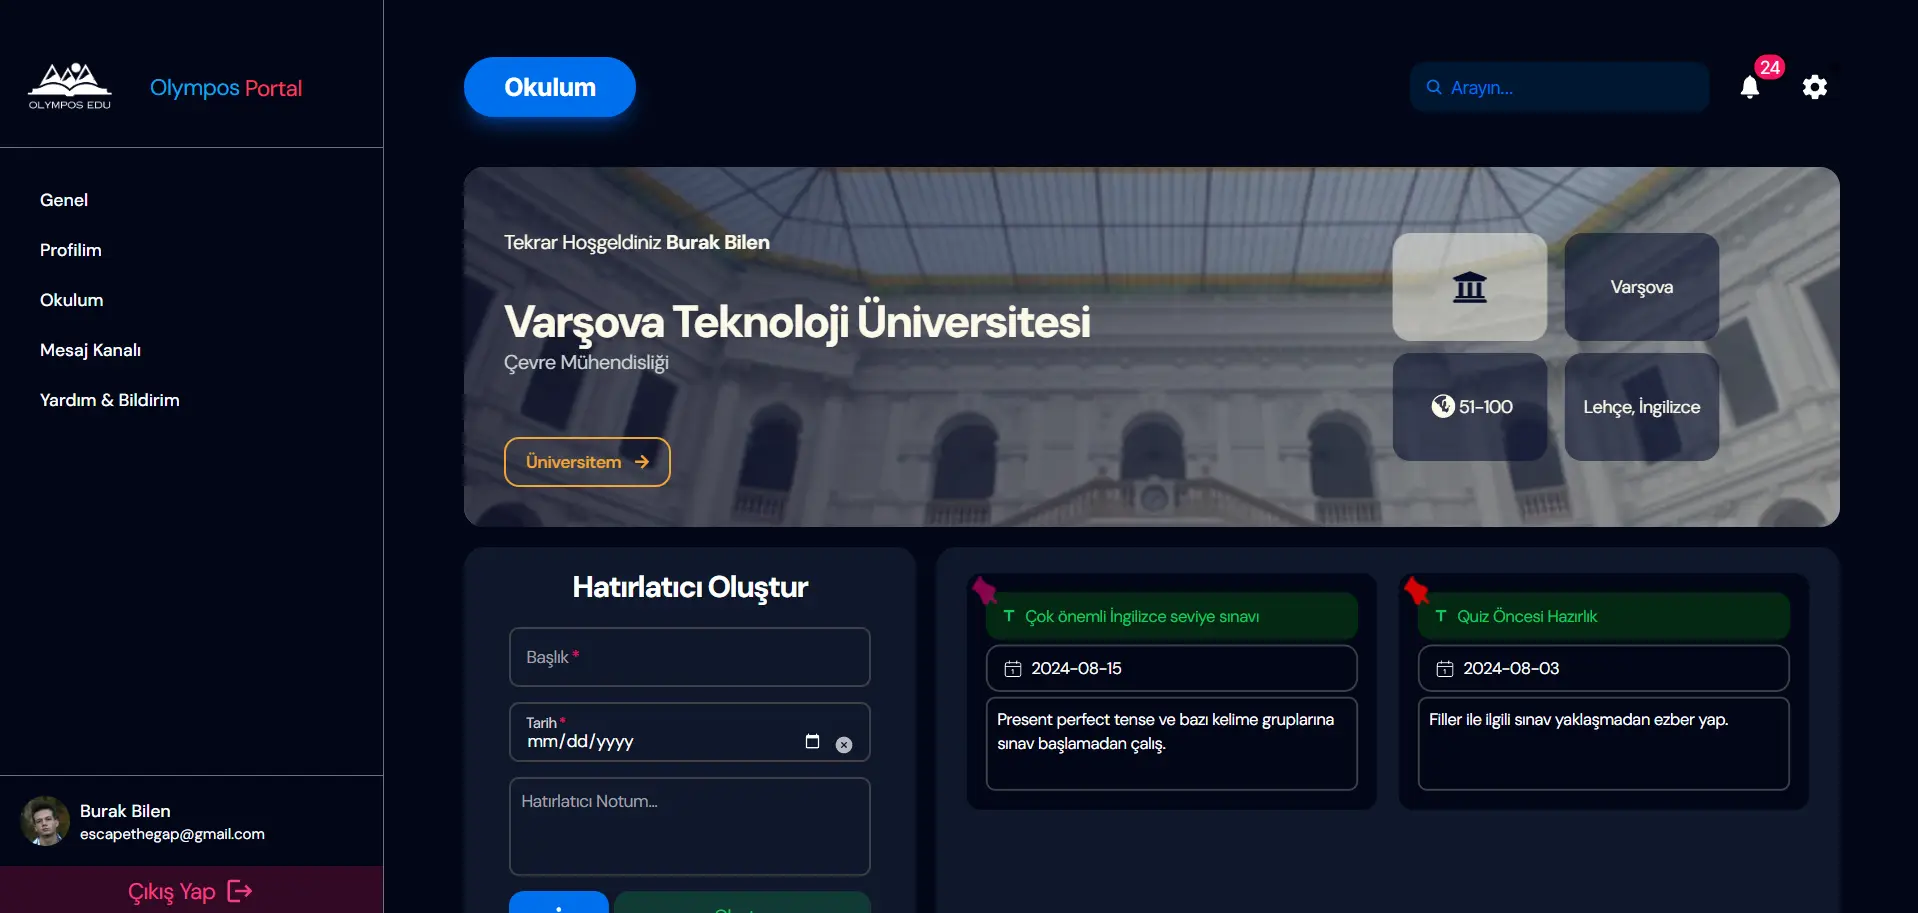 OLYMPOS EDU
Olympos Portal
Genel
Profilim
Okulum
Mesaj Kanalı
Yardım & Bildirim
Burak Bilen
escapethegap@gmail.com
Çıkış Yap
Okulum
Arayın...
24
Tekrar Hoşgeldiniz Burak Bilen
Varşova Teknoloji Üniversitesi
Çevre Mühendisliği
Üniversitem
Varşova
51-100
Lehçe, İngilizce
Hatırlatıcı Oluştur
Başlık *
Tarih *
mm/dd/yyyy
Hatırlatıcı Notum...
T Çok önemli İngilizce seviye sınavı
2024-08-15
Present perfect tense ve bazı kelime gruplarına
sınav başlamadan çalış.
T Quiz Öncesi Hazırlık
2024-08-03
Filler ile ilgili sınav yaklaşmadan ezber yap.